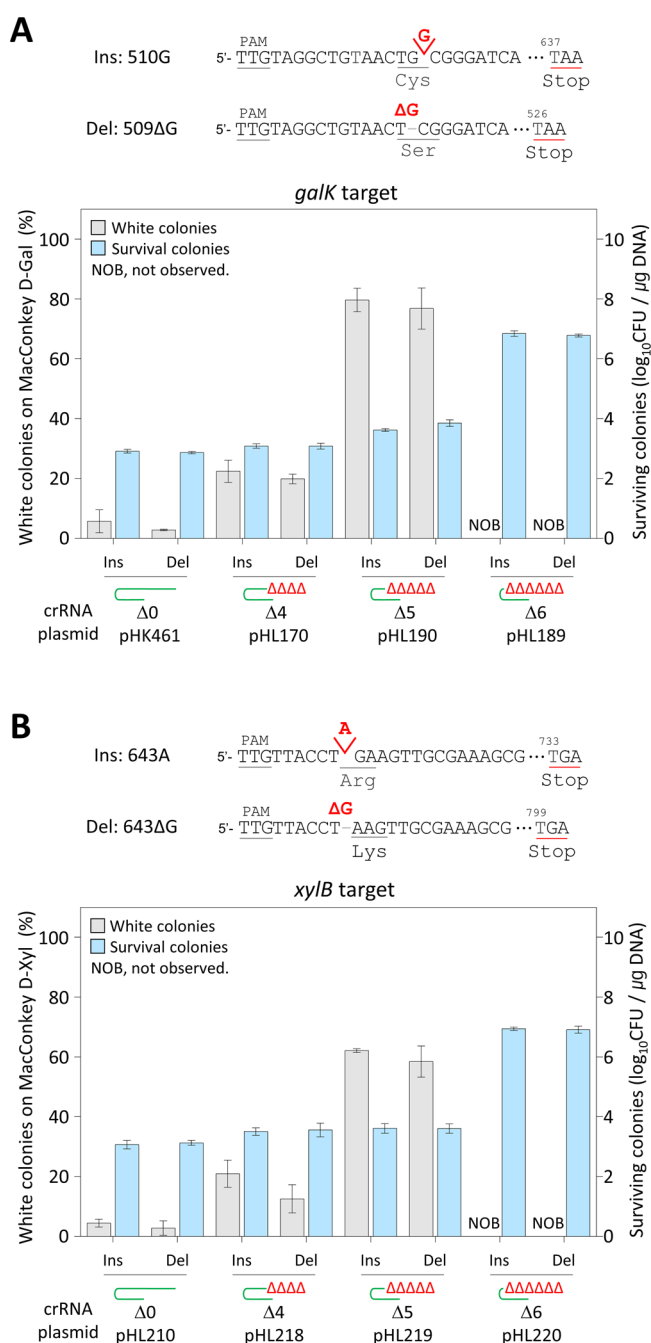 A
G
PAM
Ins: 510G 5'- TTGTAGGCTGTAACTG CGGGATCA ··· TAA
637
Cys Stop
ΔG
PAM
Del: 509ΔG 5'- TTGTAGGCTGTAACT-CGGGATCA ··· TAA
526
Ser Stop
galK target
White colonies on MacConkey D-Gal (%)
100
80
60
40
20
0
White colonies
Survival colonies
NOB, not observed.
NOB NOB
10
8
6
4
2
0
Surviving colonies (log10CFU / µg DNA)
Ins Del Ins Del Ins Del Ins Del
ΔΔΔΔ ΔΔΔΔΔ ΔΔΔΔΔΔ
crRNA Δ0 Δ4 Δ5 Δ6
plasmid pHK461 pHL170 pHL190 pHL189
B
A
PAM
Ins: 643A 5'- TTGTTACCT GAAGTTGCGAAAGCG ··· TGA
733
Arg Stop
ΔG
PAM
Del: 643ΔG 5'- TTGTTACCT-AAGTTGCGAAAGCG ··· TGA
799
Lys Stop
xylB target
White colonies on MacConkey D-Xyl (%)
100
80
60
40
20
0
White colonies
Survival colonies
NOB, not observed.
NOB NOB
10
8
6
4
2
0
Surviving colonies (log10CFU / µg DNA)
Ins Del Ins Del Ins Del Ins Del
ΔΔΔΔ ΔΔΔΔΔ ΔΔΔΔΔΔ
crRNA Δ0 Δ4 Δ5 Δ6
plasmid pHL210 pHL218 pHL219 pHL220